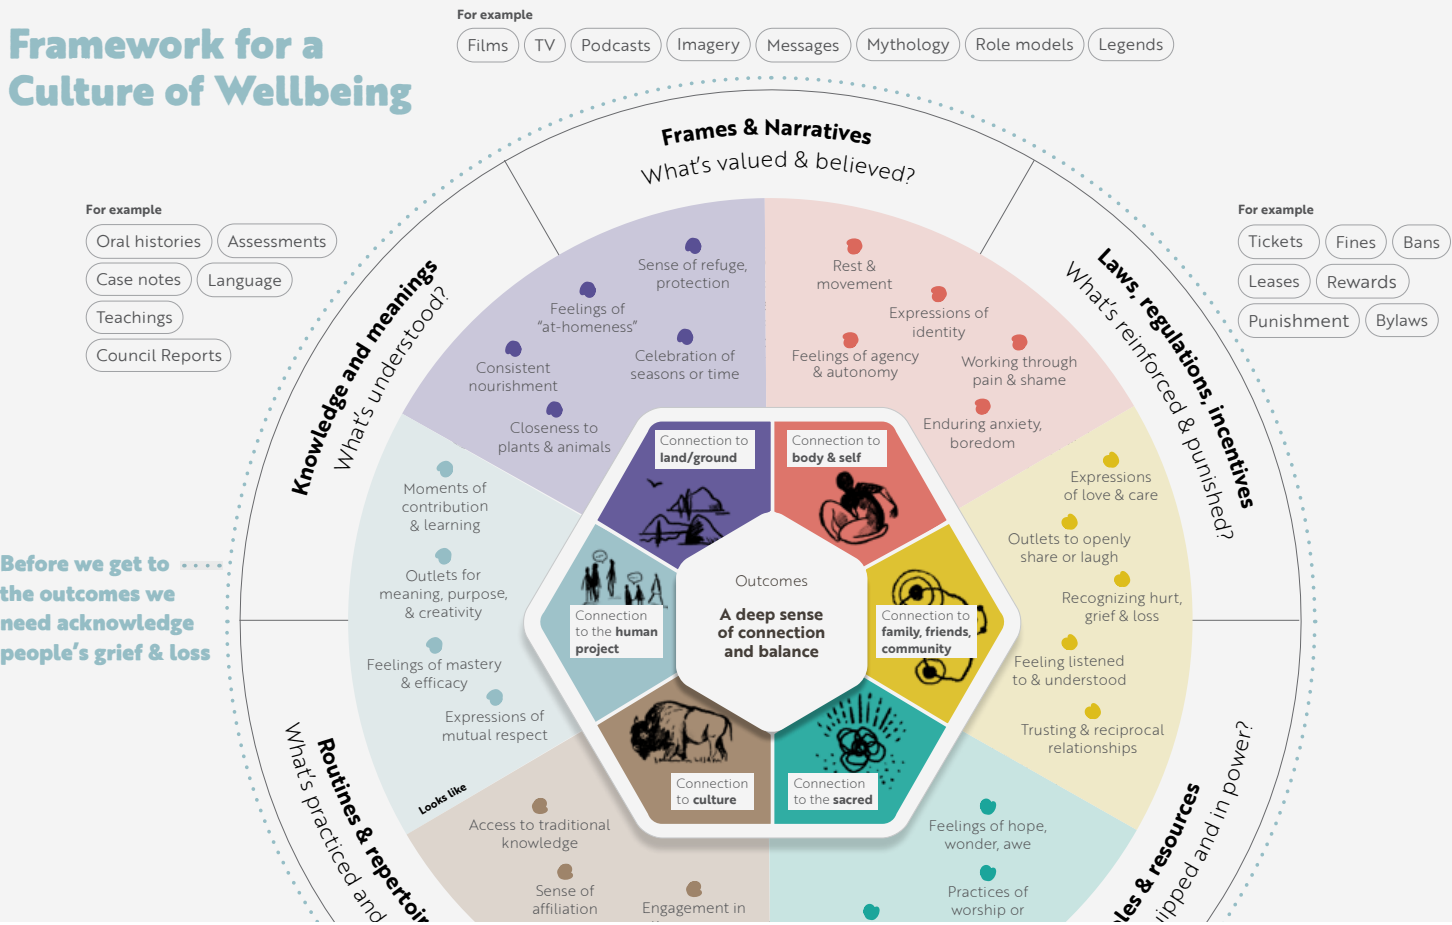 Framework for a
Culture of Wellbeing
For example
Films
TV
Podcasts
Imagery
Messages
Mythology
Role models
Legends
Frames & Narratives
What's valued & believed?
For example
Oral histories
Assessments
Case notes
Language
Teachings
Council Reports
Knowledge and meanings
What's understood?
For example
Tickets
Fines
Bans
Leases
Rewards
Punishment
Bylaws
Laws, regulations, incentives
What's reinforced & punished?
Sense of refuge,
protection
Feelings of
“at-homeness”
Celebration of
seasons or time
Consistent
nourishment
Closeness to
plants & animals
Rest &
movement
Expressions of
identity
Feelings of agency
& autonomy
Working through
pain & shame
Enduring anxiety,
boredom
Connection to
land/ground
Connection to
body & self
Moments of
contribution
& learning
Outlets for
meaning, purpose,
& creativity
Feelings of mastery
& efficacy
Expressions of
mutual respect
Expressions
of love & care
Outlets to openly
share or laugh
Recognizing hurt,
grief & loss
Feeling listened
to & understood
Trusting & reciprocal
relationships
Connection
to the human
project
Outcomes
A deep sense
of connection
and balance
Connection to
family, friends,
community
Before we get to
the outcomes we
need acknowledge
people's grief & loss
Connection
to culture
Connection
to the sacred
Looks like
Access to traditional
knowledge
Sense of
affiliation
Engagement in
Feelings of hope,
wonder, awe
Practices of
worship or
Routines &
What's practiced and
& resources
and in power?